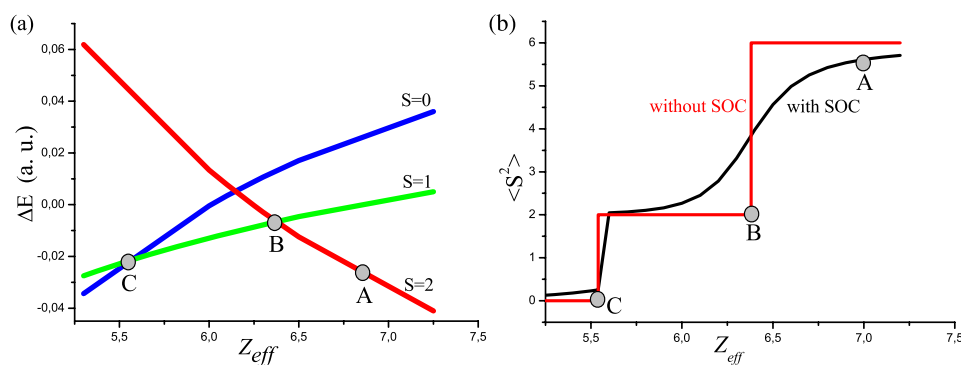 (a)
0,06
0,04
0,02
0,00
-0,02
-0,04
ΔE (a. u.)
S=0
S=1
S=2
A
B
C
5,5
6,0
6,5
7,0
7,5
Zeff
(b)
6
5
4
3
2
1
0
<S²>
without SOC
with SOC
A
B
C
5,5
6,0
6,5
7,0
7,5
Zeff